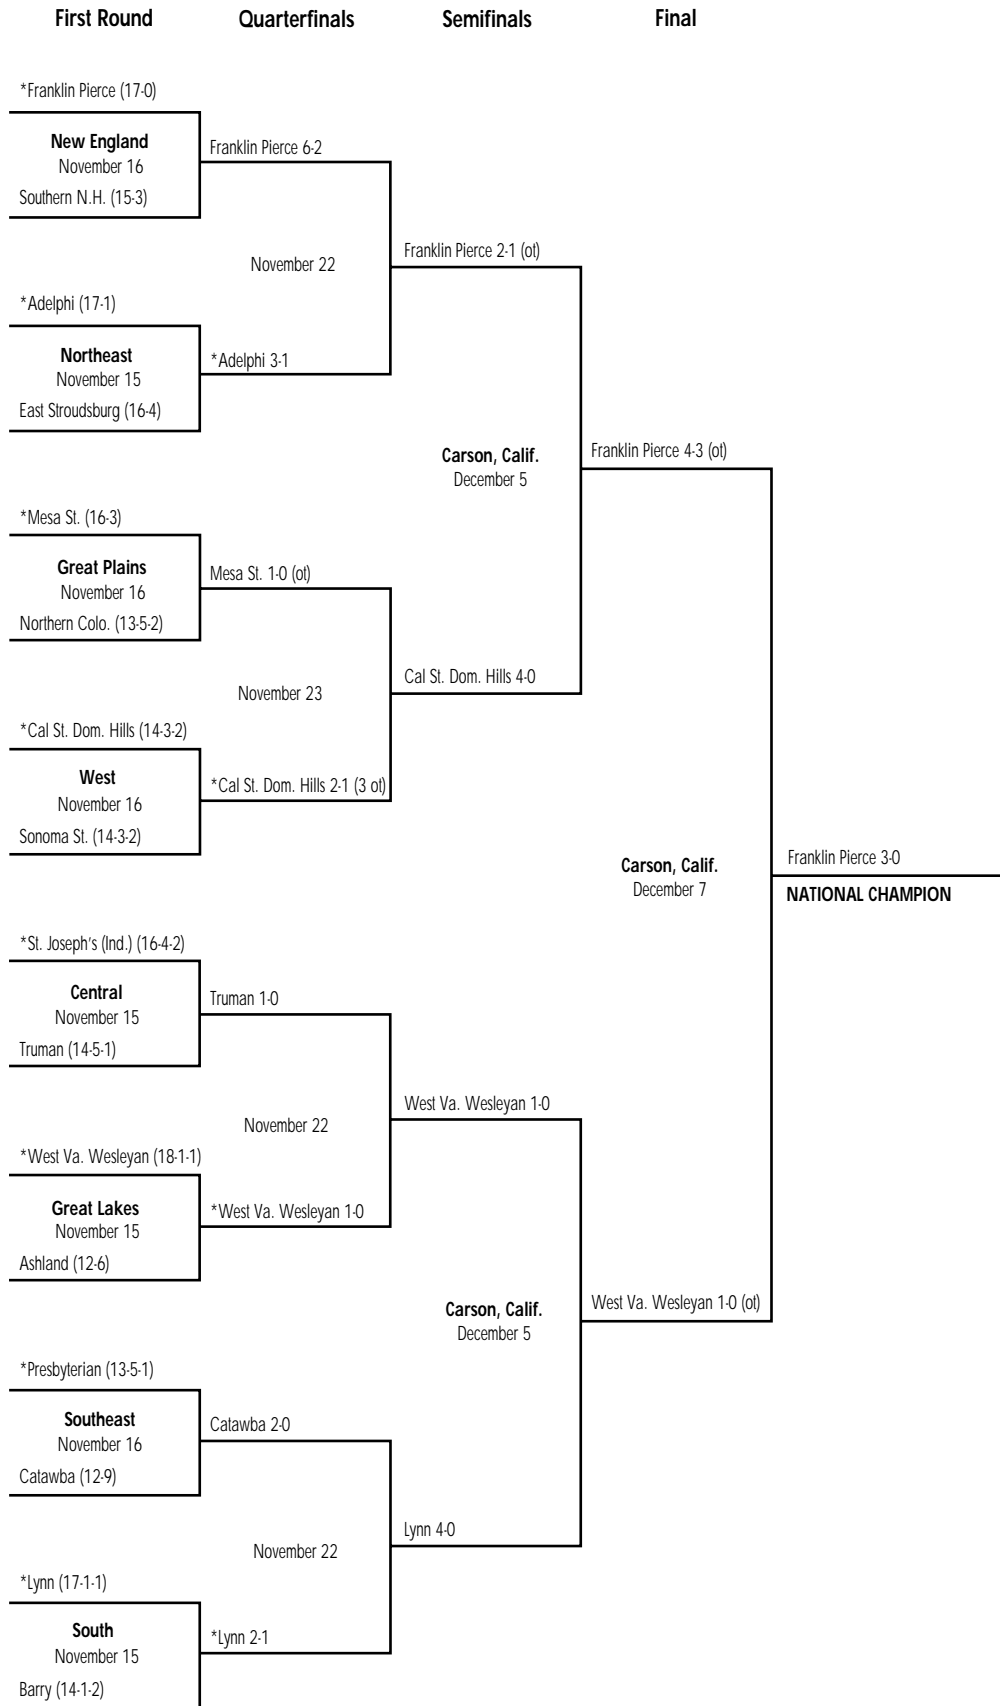 First Round Quarterfinals Semifinals Final
*Franklin Pierce (17-0)
New England
November 16
Southern N.H. (15-3)
Franklin Pierce 6-2
November 22
Franklin Pierce 2-1 (ot)
*Adelphi (17-1)
Northeast
November 15
East Stroudsburg (16-4)
*Adelphi 3-1
Carson, Calif.
December 5
Franklin Pierce 4-3 (ot)
*Mesa St. (16-3)
Great Plains
November 16
Northern Colo. (13-5-2)
Mesa St. 1-0 (ot)
November 23
Cal St. Dom. Hills 4-0
*Cal St. Dom. Hills (14-3-2)
West
November 16
Sonoma St. (14-3-2)
*Cal St. Dom. Hills 2-1 (3 ot)
Carson, Calif.
December 7
Franklin Pierce 3-0
NATIONAL CHAMPION
*St. Joseph's (Ind.) (16-4-2)
Central
November 15
Truman (14-5-1)
Truman 1-0
November 22
West Va. Wesleyan 1-0
*West Va. Wesleyan (18-1-1)
Great Lakes
November 15
Ashland (12-6)
*West Va. Wesleyan 1-0
Carson, Calif.
December 5
West Va. Wesleyan 1-0 (ot)
*Presbyterian (13-5-1)
Southeast
November 16
Catawba (12-9)
Catawba 2-0
November 22
Lynn 4-0
*Lynn (17-1-1)
South
November 15
Barry (14-1-2)
*Lynn 2-1